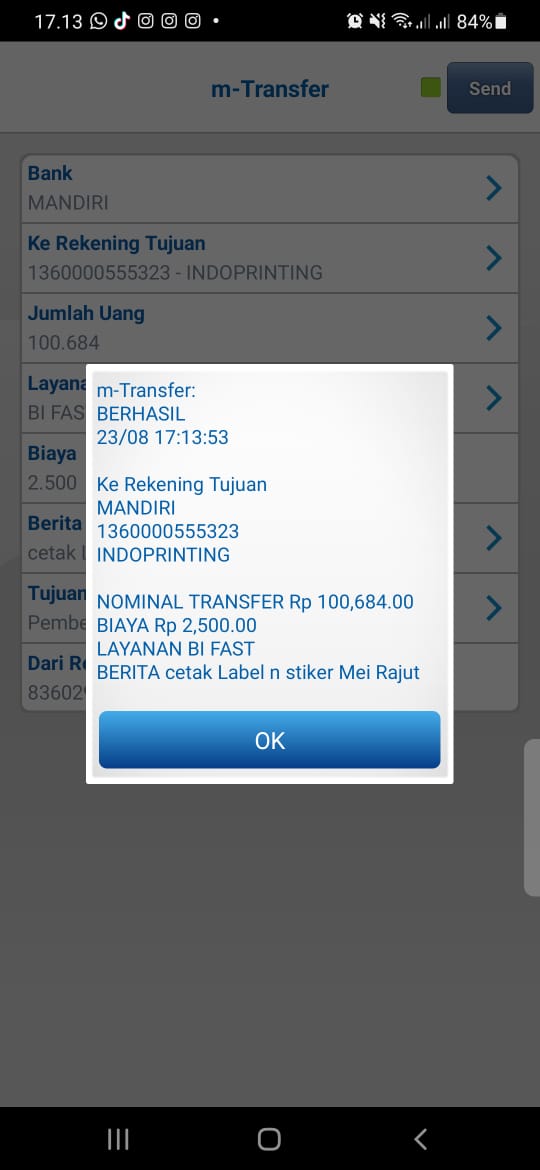 17.13
84%
m-Transfer
Send
Bank
MANDIRI
Ke Rekening Tujuan
1360000555323 - INDOPRINTING
Jumlah Uang
100.684
BI FAS
Biaya
2.500
Berita
cetak
Tujuan
Dari
83602
m-Transfer:
BERHASIL
23/08 17:13:53
Ke Rekening Tujuan
MANDIRI
1360000555323
INDOPRINTING
NOMINAL TRANSFER Rp 100,684.00
BIAYA Rp 2,500.00
LAYANAN BI FAST
BERITA cetak Label n stiker Mei Rajut
OK